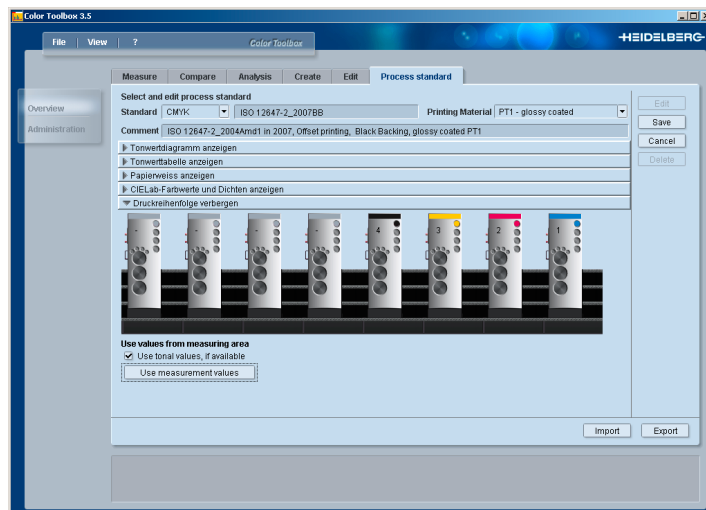 Color Toolbox 3.5
File View ? Color Toolbox HEIDELBERG
Measure Compare Analysis Create Edit Process standard
Overview
Administration
Select and edit process standard
Standard CMYK ISO 12647-2_2007BB Printing Material PT1 - glossy coated
Comment ISO 12647-2_2004Amd1 in 2007, Offset printing, Black Backing, glossy coated PT1
Edit
Save
Cancel
Delete
Tonwertdiagramm anzeigen
Tonwerttabelle anzeigen
Papierweiss anzeigen
CIELab-Farbwerte und Dichten anzeigen
Druckreihenfolge verbergen
- - - - 4 3 2 1
Use values from measuring area
Use tonal values, if available
Use measurement values
Import Export